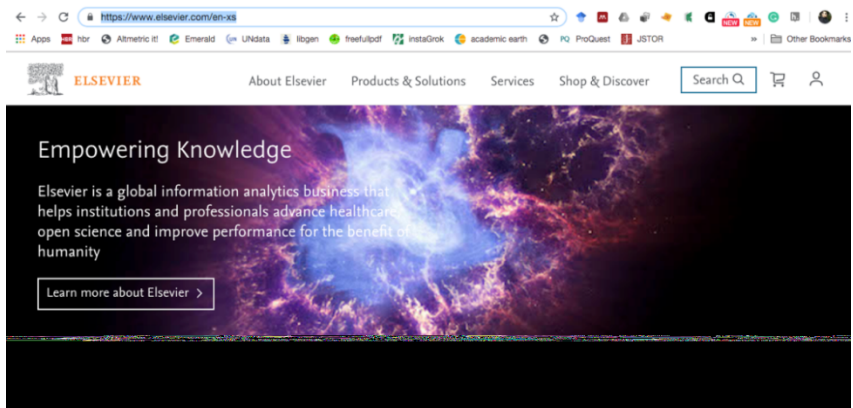 https://www.elsevier.com/en-xs
Apps hbr Altmetric it! Emerald UNdata libgen freefullpdf instaGrok academic earth PQ ProQuest JSTOR » Other Bookmarks
ELSEVIER About Elsevier Products & Solutions Services Shop & Discover Search
Empowering Knowledge
Elsevier is a global information analytics business that
helps institutions and professionals advance healthcare,
open science and improve performance for the benefit of
humanity
Learn more about Elsevier >